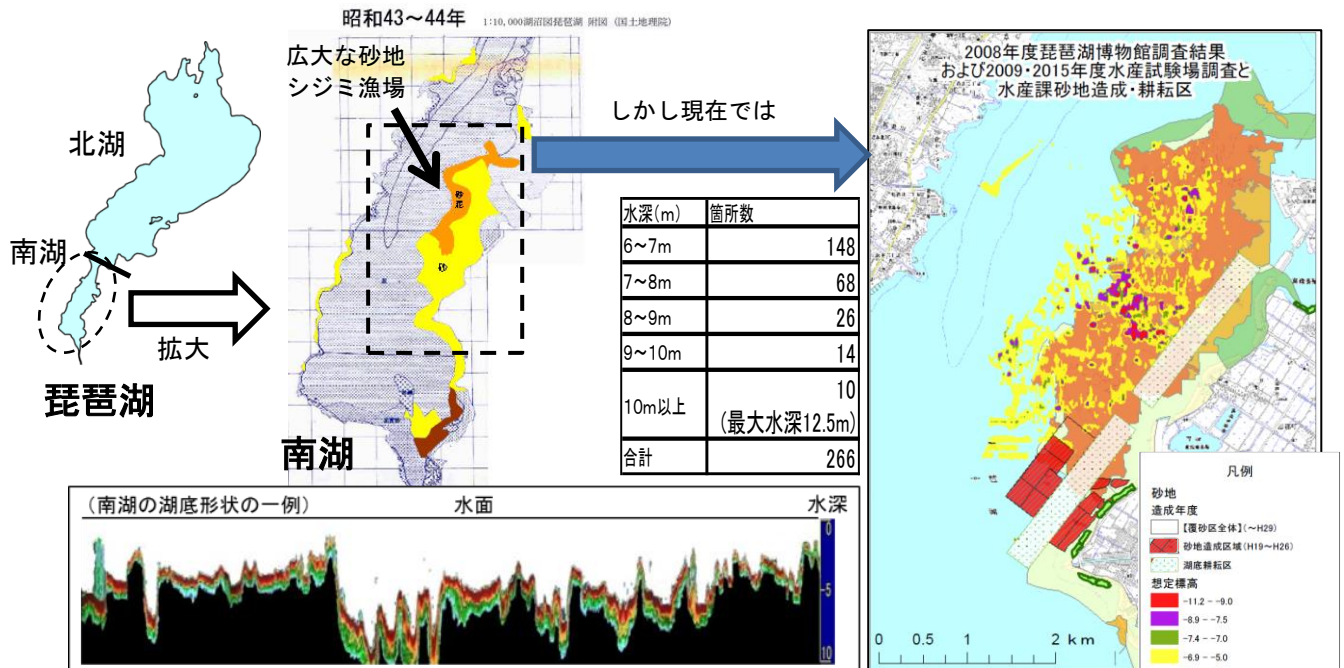 昭和43～44年
1:10,000湖沼図琵琶湖 附図 (国土地理院)
広大な砂地
シジミ漁場
北湖
南湖
拡大
琵琶湖
砂泥
砂
南湖
しかし現在では
水深(m) 箇所数
6～7m 148
7～8m 68
8～9m 26
9～10m 14
10m以上 10
(最大水深12.5m)
合計 266
(南湖の湖底形状の一例) 水面 水深
0
-5
10
2008年度琵琶湖博物館調査結果
および2009・2015年度水産試験場調査と
水産課砂地造成・耕耘区
凡例
砂地
造成年度
【覆砂区全体】(～H29)
砂地造成区域(H19～H26)
湖底耕耘区
想定標高
-11.2 - -9.0
-8.9 - -7.5
-7.4 - -7.0
-6.9 - -5.0
0 0.5 1 2 km